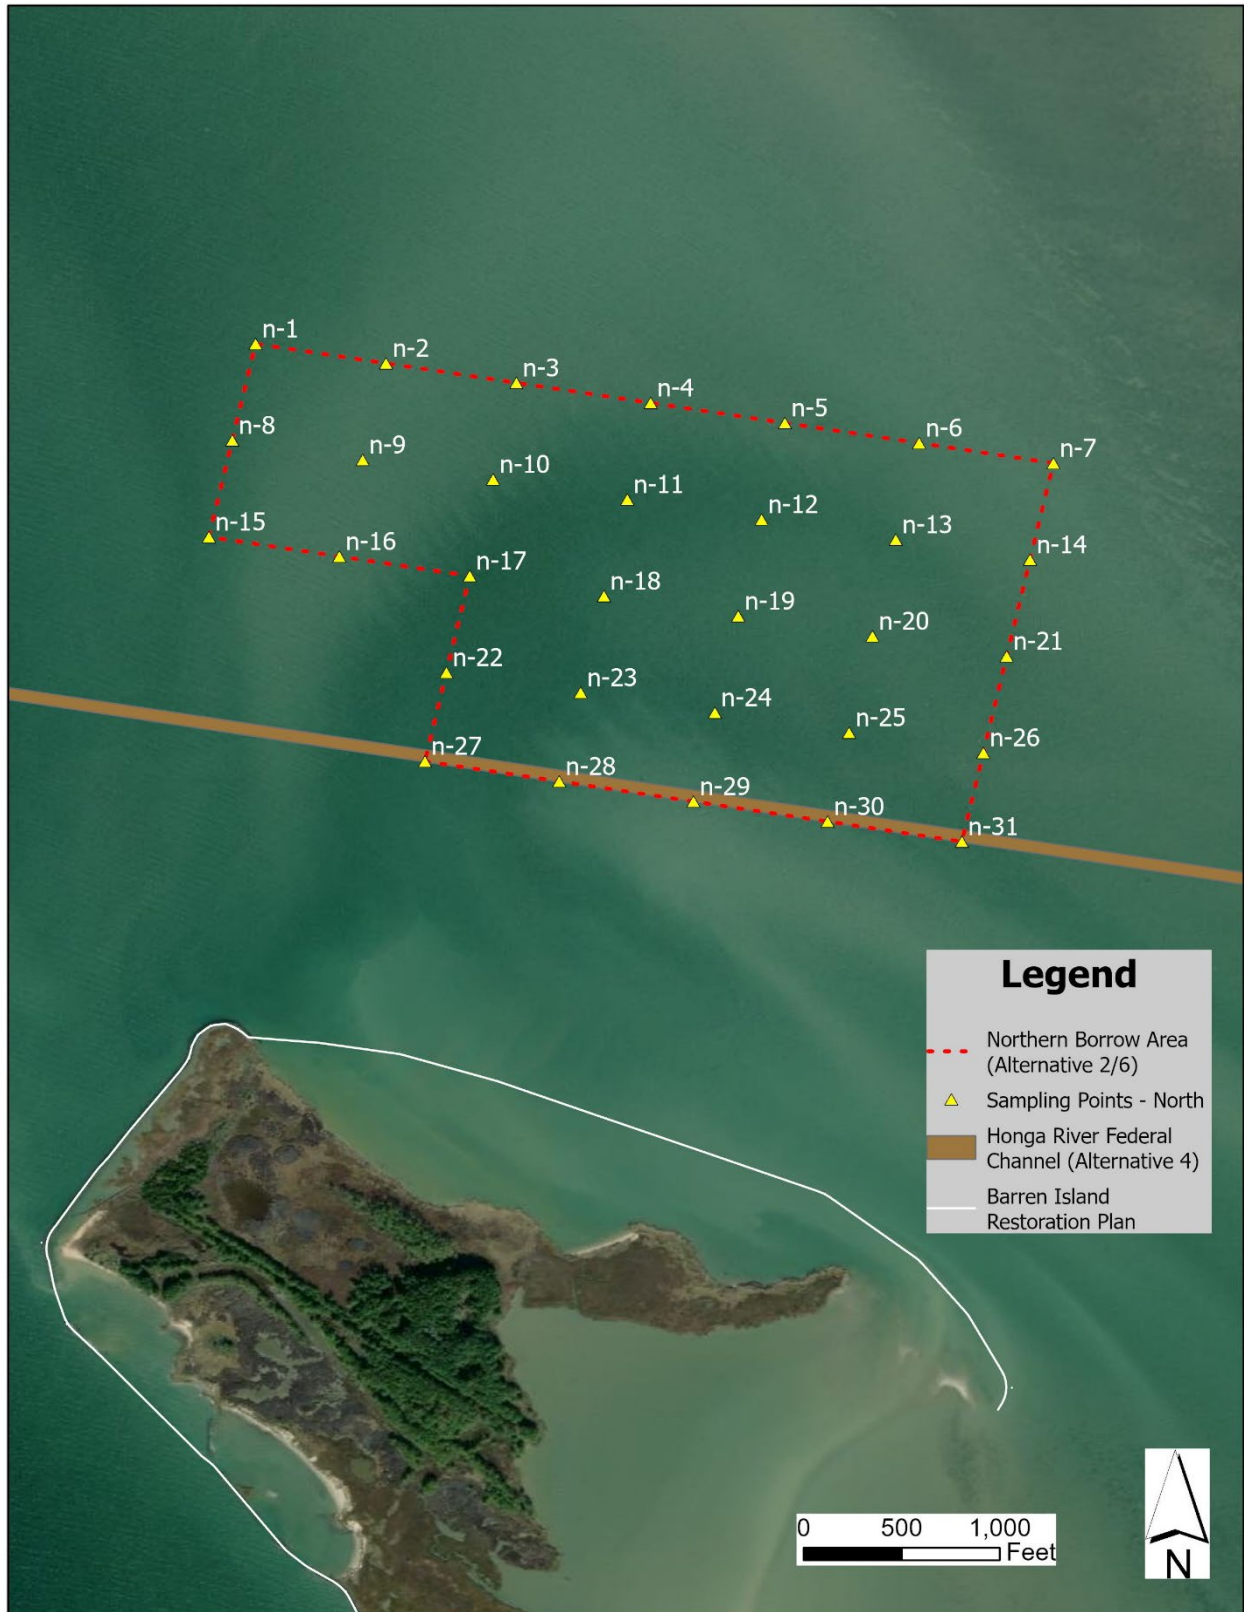 n-1
n-2
n-3
n-4
n-5
n-6
n-7
n-8
n-9
n-10
n-11
n-12
n-13
n-14
n-15
n-16
n-17
n-18
n-19
n-20
n-21
n-22
n-23
n-24
n-25
n-26
n-27
n-28
n-29
n-30
n-31
Legend
Northern Borrow Area
(Alternative 2/6)
Sampling Points - North
Honga River Federal
Channel (Alternative 4)
Barren Island
Restoration Plan
0 500 1,000
Feet
N